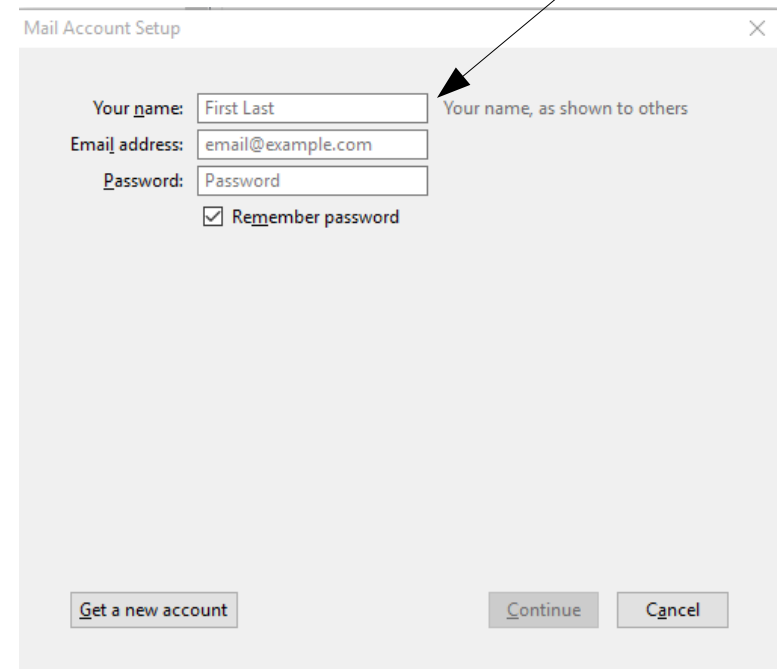 Mail Account Setup
Your name: First Last Your name, as shown to others
Email address: email@example.com
Password: Password
Remember password
Get a new account Continue Cancel